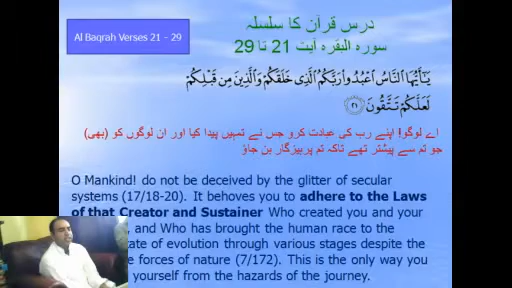 Al Baqrah Verses 21 - 29
درس قرآن کا سلسلہ
سورہ البقرہ آیت 21 تا 29
يَـٰٓأَيُّهَا النَّاسُ اعْبُدُوا رَبَّكُمُ الَّذِي خَلَقَكُمْ وَالَّذِينَ مِن قَبْلِكُمْ
لَعَلَّكُمْ تَتَّقُونَ ﴿٢١﴾
اے لوگو! اپنے رب کی عبادت کرو جس نے تمہیں پیدا کیا اور ان لوگوں کو (بھی)
جو تم سے پیشتر تھے تاکہ تم پرہیزگار بن جاؤ
O Mankind! do not be deceived by the glitter of secular
systems (17/18-20). It behoves you to adhere to the Laws
of that Creator and Sustainer Who created you and your
, and Who has brought the human race to the
tate of evolution through various stages despite the
e forces of nature (7/172). This is the only way you
yourself from the hazards of the journey.